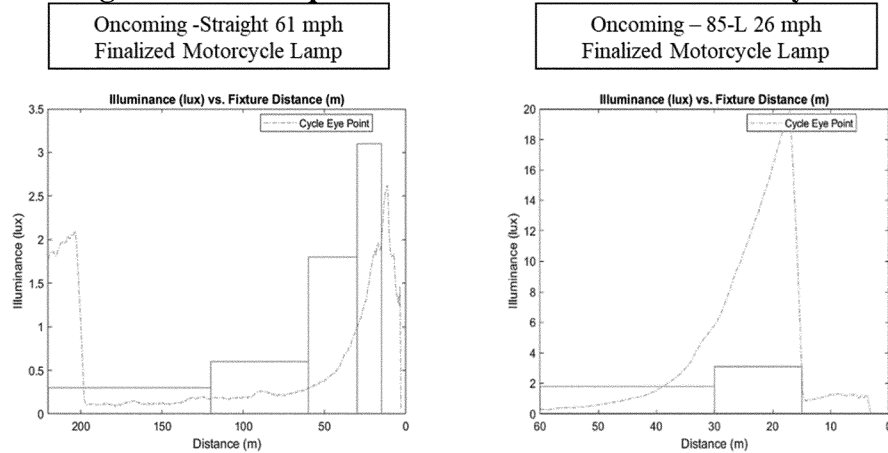 Oncoming -Straight 61 mph
Finalized Motorcycle Lamp
Oncoming – 85-L 26 mph
Finalized Motorcycle Lamp
Illuminance (lux) vs. Fixture Distance (m)
Cycle Eye Point
3.5
3
2.5
2
1.5
1
0.5
0
Illuminance (lux)
200
150
100
50
0
Distance (m)
Illuminance (lux) vs. Fixture Distance (m)
Cycle Eye Point
20
18
16
14
12
10
8
6
4
2
0
Illuminance (lux)
60
50
40
30
20
10
0
Distance (m)